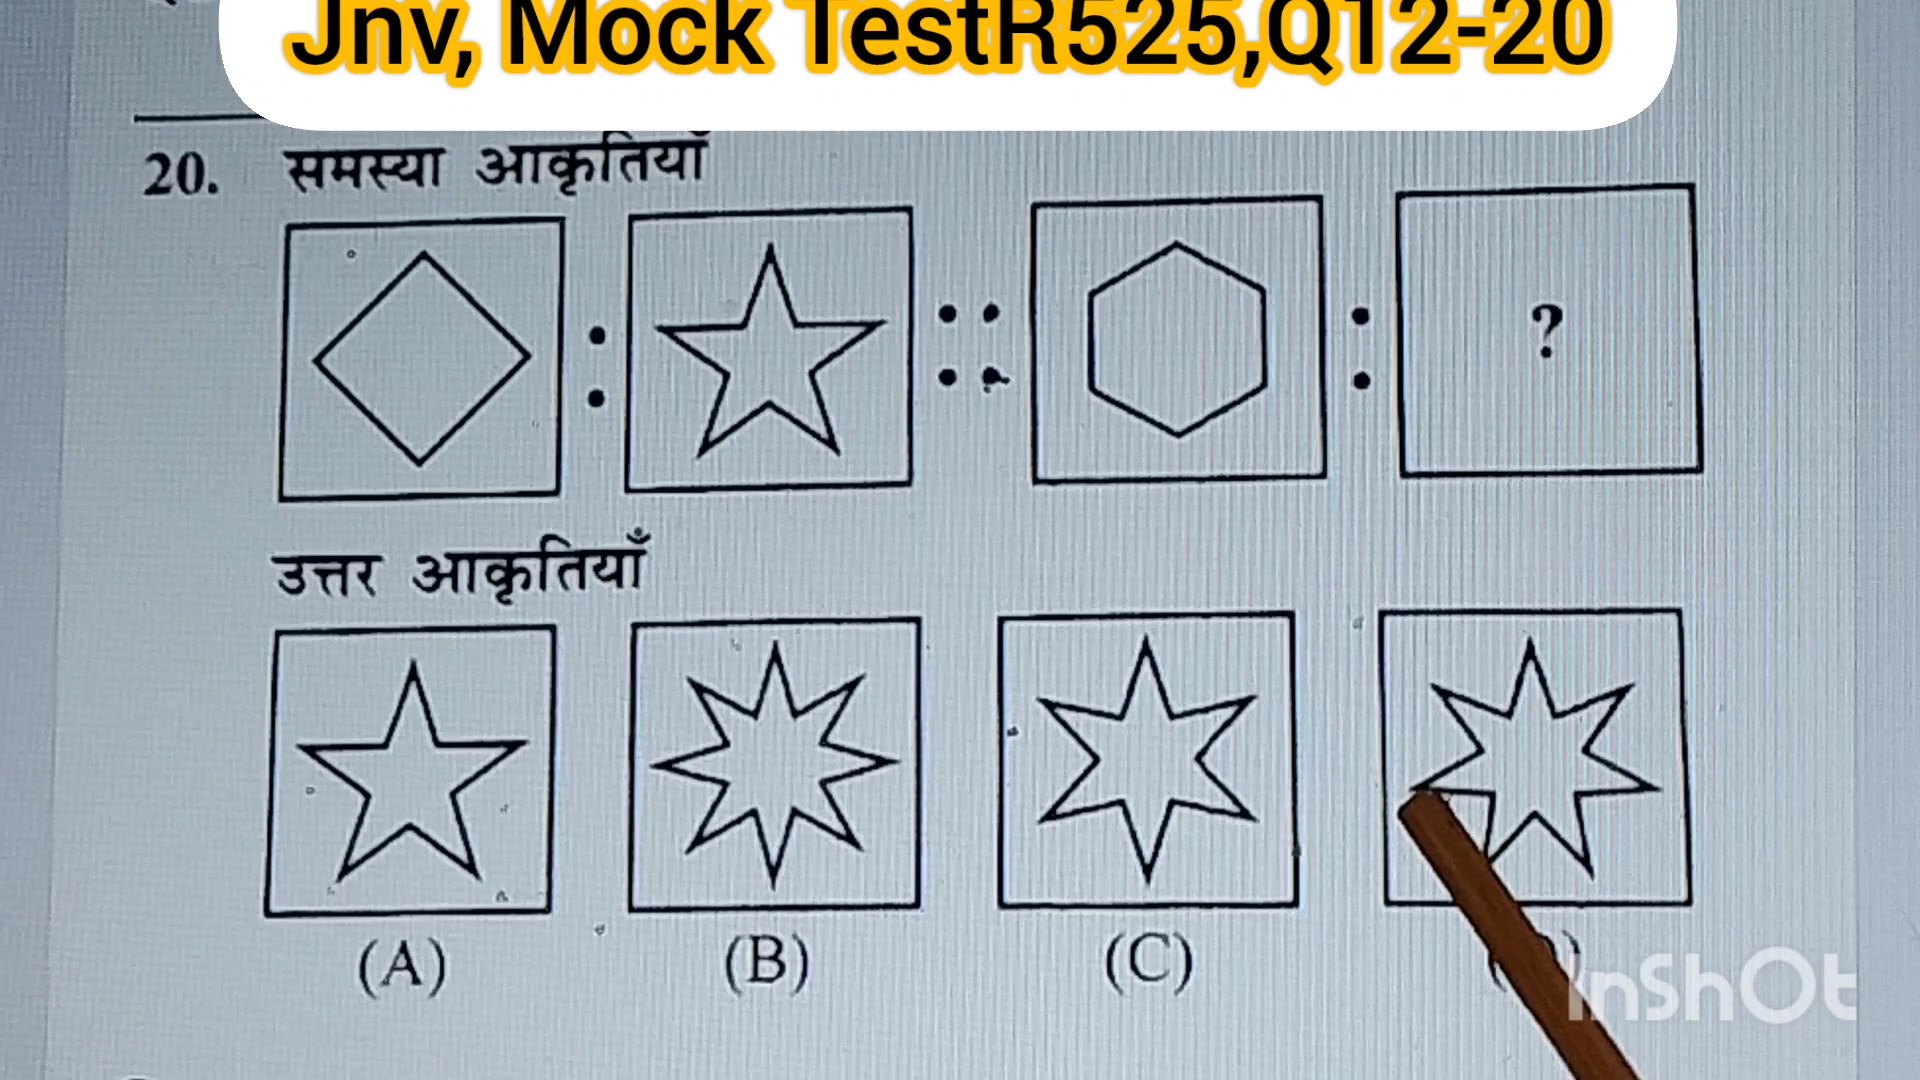 Jnv, Mock TestR525,Q12-20
20. समस्या आकृतियाँ
: :: : ?
उत्तर आकृतियाँ
(A) (B) (C)
InShOt